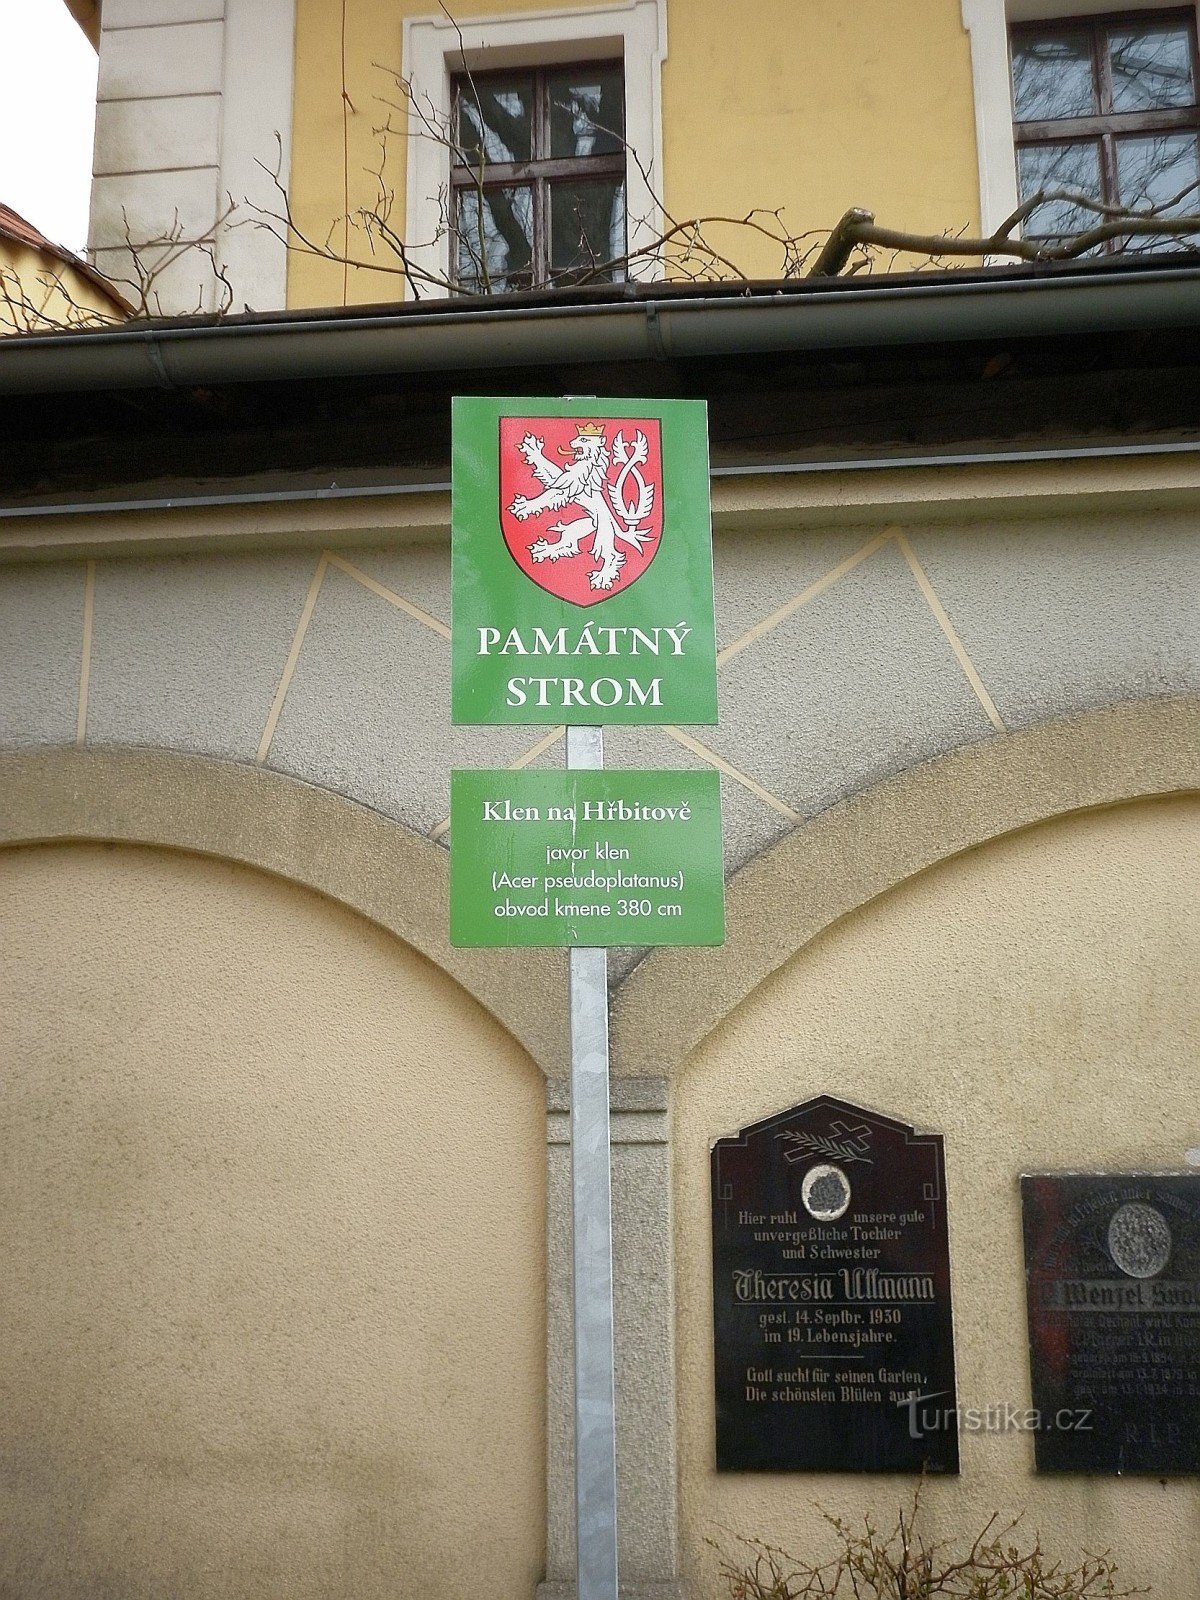 PAMÁTNÝ
STROM
Klen na Hřbitově
javor klen
(Acer pseudoplatanus)
obvod kmene 380 cm
Hier ruht unsere gute
unvergeßliche Tochter
und Schwester
Theresia Ullmann
gest. 14. Septbr. 1930
im 19. Lebensjahre.
Gott sucht für seinen Garten,
Die schönsten Blüten aus!
Wenzel
R.I.P.
Turistika.cz